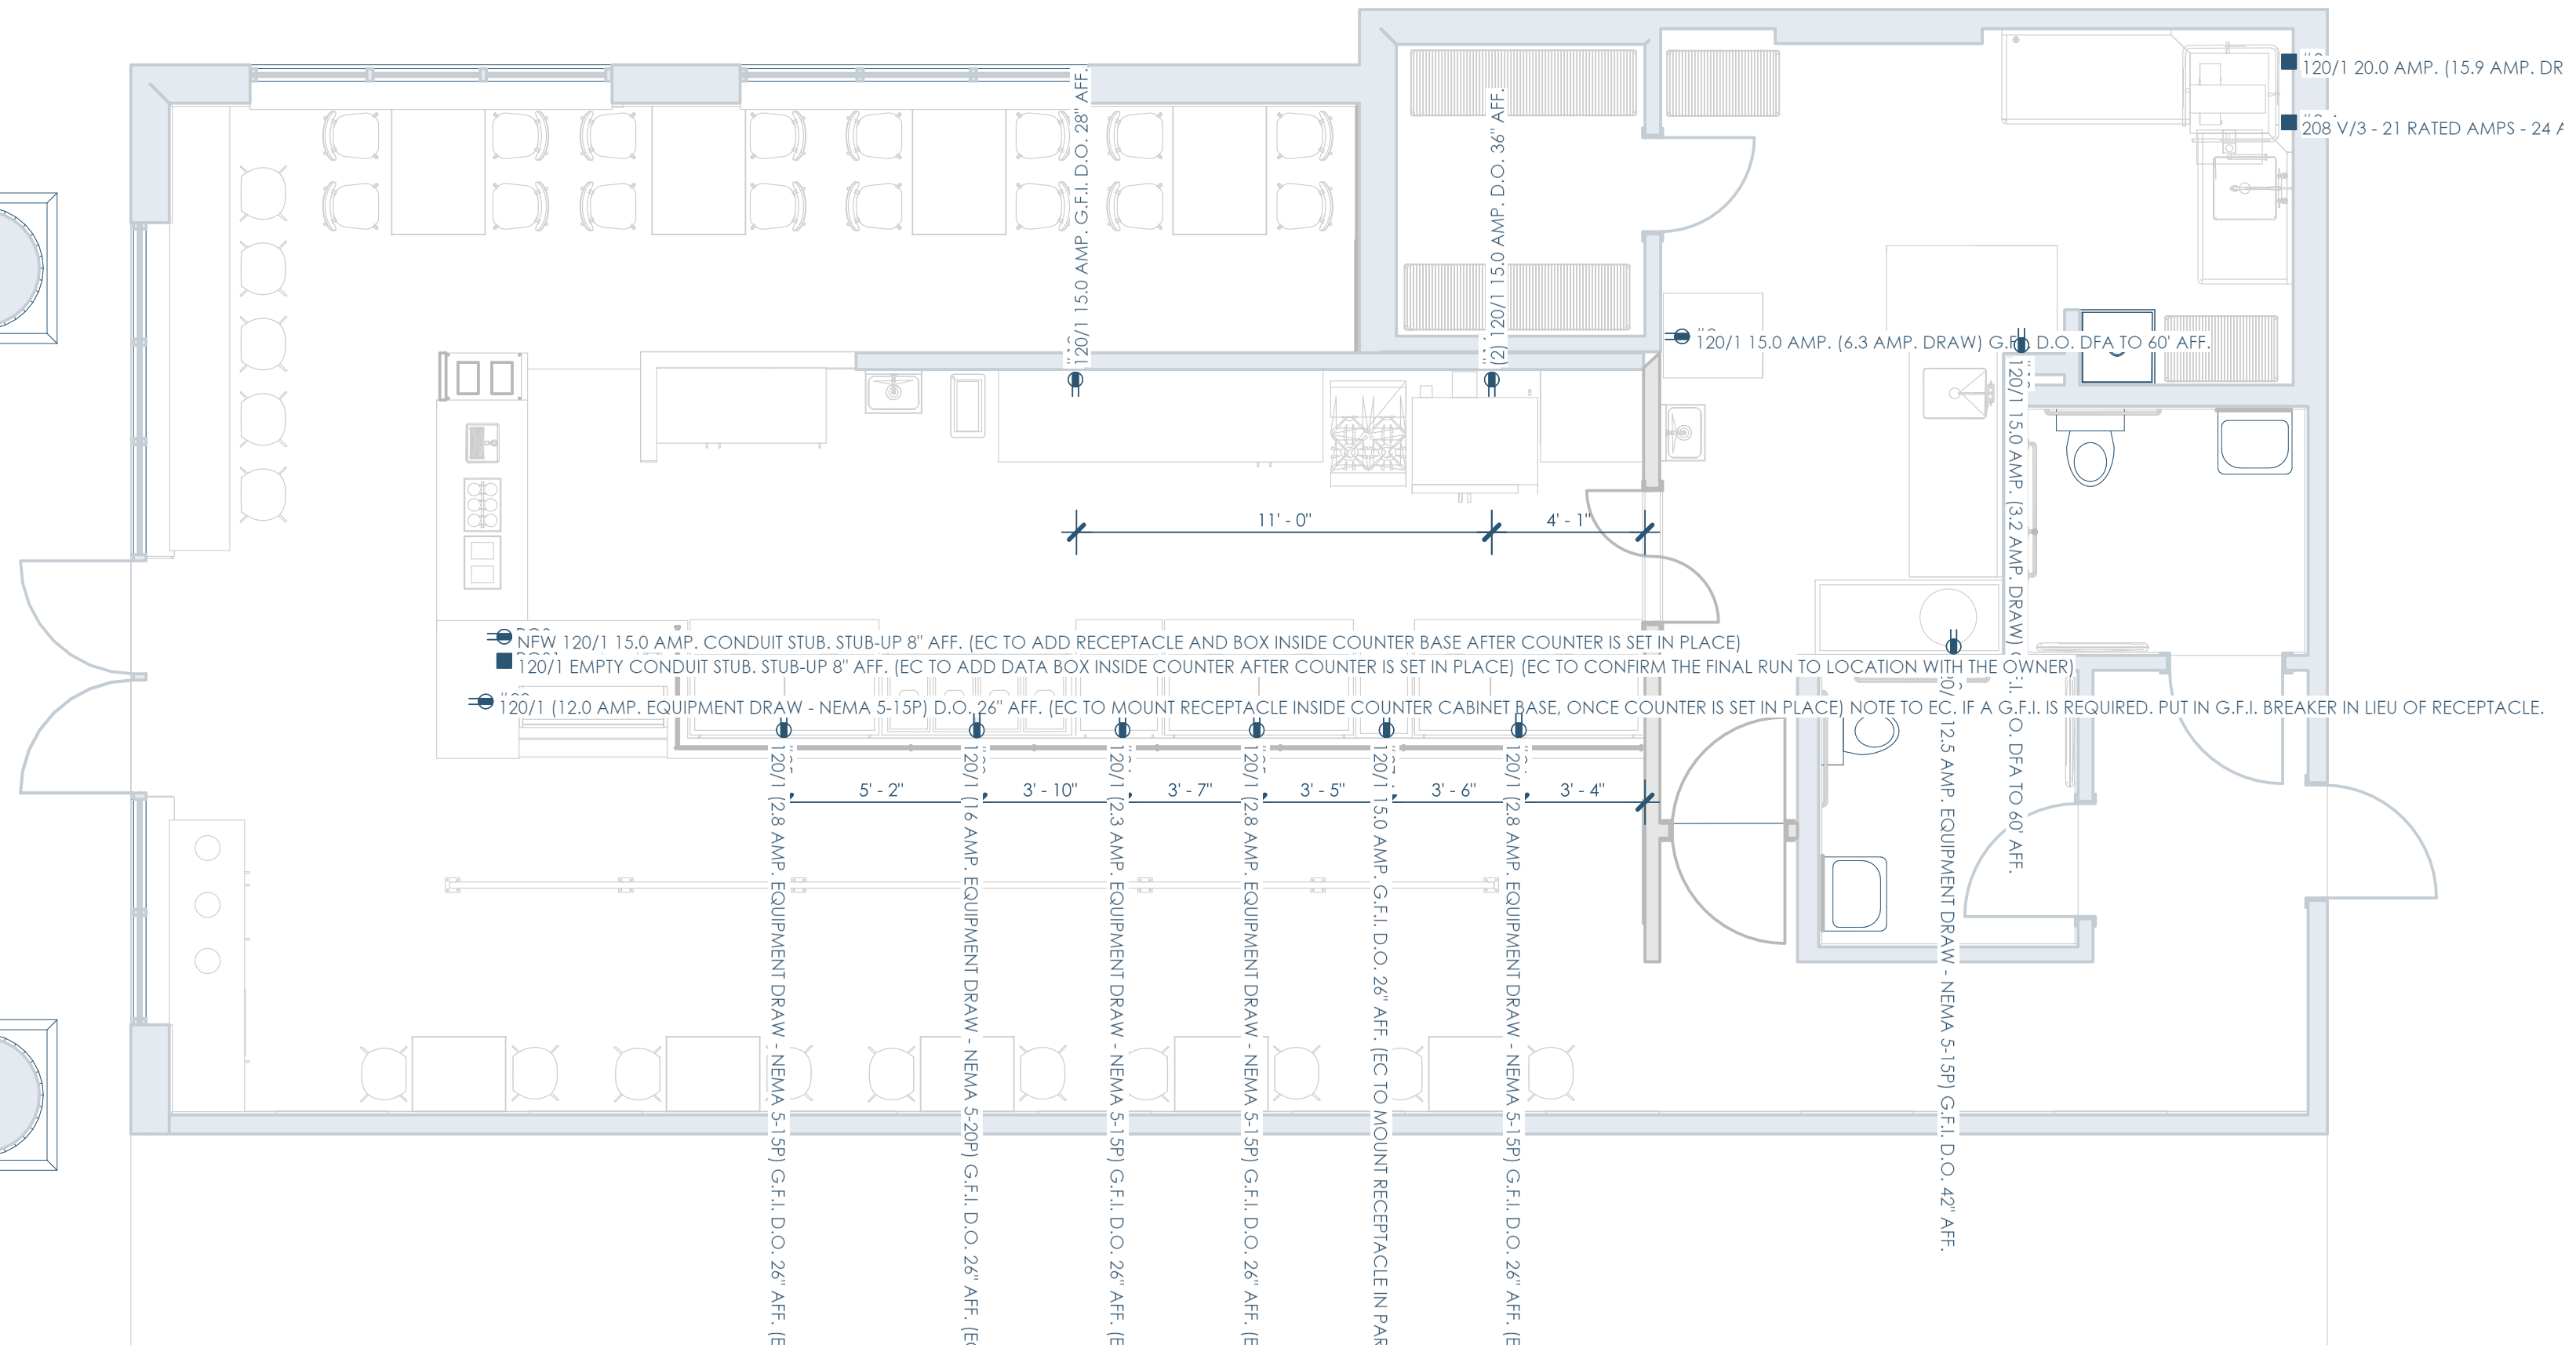 120/1 20.0 AMP. (15.9 AMP. DR
208 V/3 - 21 RATED AMPS - 24 A
120/1 15.0 AMP. G.F.I. D.O. 28" AFF.
(2) 120/1 15.0 AMP. D.O. 36" AFF.
120/1 15.0 AMP. (6.3 AMP. DRAW) G.F.I. D.O. DFA TO 60' AFF.
120/1 15.0 AMP. (3.2 AMP. DRAW) G.F.I. D.O. DFA TO 60' AFF.
11' - 0"
4' - 1"
NFW 120/1 15.0 AMP. CONDUIT STUB. STUB-UP 8" AFF. (EC TO ADD RECEPTACLE AND BOX INSIDE COUNTER BASE AFTER COUNTER IS SET IN PLACE)
120/1 EMPTY CONDUIT STUB. STUB-UP 8" AFF. (EC TO ADD DATA BOX INSIDE COUNTER AFTER COUNTER IS SET IN PLACE) (EC TO CONFIRM THE FINAL RUN TO LOCATION WITH THE OWNER)
120/1 (12.0 AMP. EQUIPMENT DRAW - NEMA 5-15P) D.O. 26" AFF. (EC TO MOUNT RECEPTACLE INSIDE COUNTER CABINET BASE, ONCE COUNTER IS SET IN PLACE) NOTE TO EC. IF A G.F.I. IS REQUIRED. PUT IN G.F.I. BREAKER IN LIEU OF RECEPTACLE.
5' - 2"
3' - 10"
3' - 7"
3' - 5"
3' - 6"
3' - 4"
120/1 (2.8 AMP. EQUIPMENT DRAW - NEMA 5-15P) G.F.I. D.O. 26" AFF. (E
120/1 (16 AMP. EQUIPMENT DRAW - NEMA 5-20P) G.F.I. D.O. 26" AFF. (EC
120/1 (2.3 AMP. EQUIPMENT DRAW - NEMA 5-15P) G.F.I. D.O. 26" AFF. (E
120/1 (2.8 AMP. EQUIPMENT DRAW - NEMA 5-15P) G.F.I. D.O. 26" AFF. (E
120/1 15.0 AMP. G.F.I. D.O. 26" AFF. (EC TO MOUNT RECEPTACLE IN PAR
120/1 (2.8 AMP. EQUIPMENT DRAW - NEMA 5-15P) G.F.I. D.O. 26" AFF. (E
12.5 AMP. EQUIPMENT DRAW - NEMA 5-15P) G.F.I. D.O. 42" AFF.